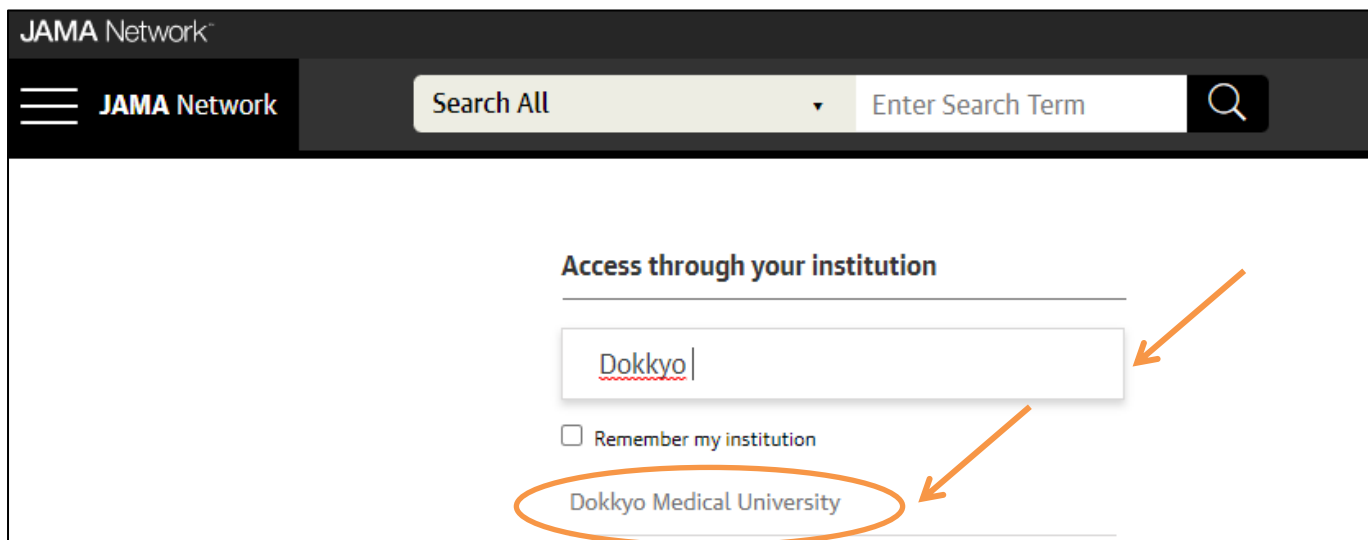 JAMA Network
JAMA Network
Search All
Enter Search Term
Access through your institution
Dokkyo
Remember my institution
Dokkyo Medical University